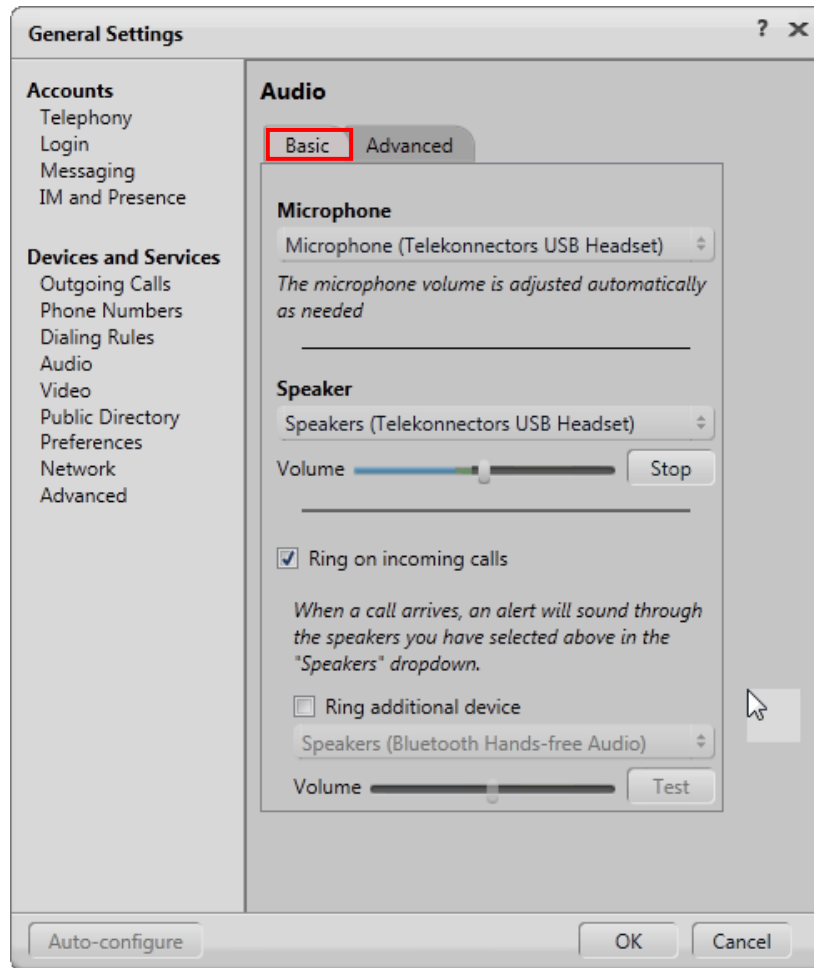 General Settings
?
Accounts
Telephony
Login
Messaging
IM and Presence
Devices and Services
Outgoing Calls
Phone Numbers
Dialing Rules
Audio
Video
Public Directory
Preferences
Network
Advanced
Audio
Basic Advanced
Microphone
Microphone (Telekonnectors USB Headset)
The microphone volume is adjusted automatically
as needed
Speaker
Speakers (Telekonnectors USB Headset)
Volume Stop
Ring on incoming calls
When a call arrives, an alert will sound through
the speakers you have selected above in the
"Speakers" dropdown.
Ring additional device
Speakers (Bluetooth Hands-free Audio)
Volume Test
Auto-configure OK Cancel